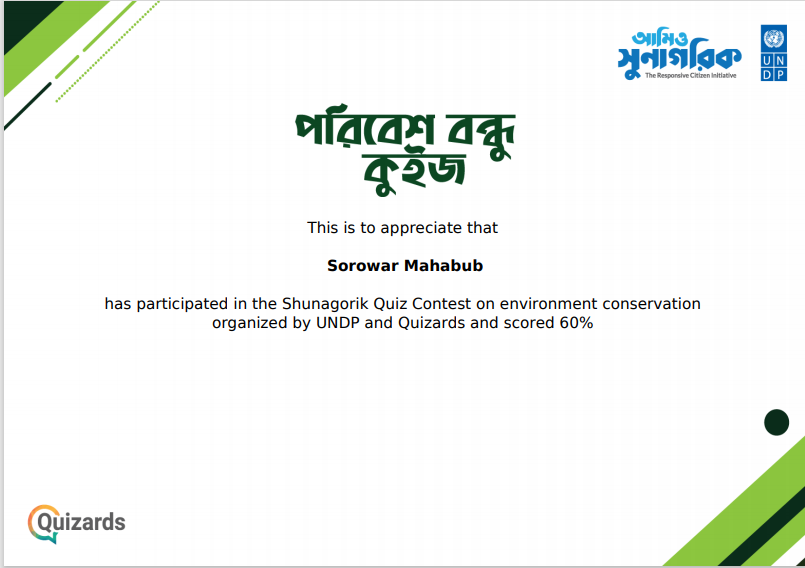 আমিও
সুনাগরিক
The Responsive Citizen Initiative
U N
D P
পরিবেশ বন্ধু
কুইজ
This is to appreciate that
Sorowar Mahabub
has participated in the Shunagorik Quiz Contest on environment conservation
organized by UNDP and Quizards and scored 60%
Quizards